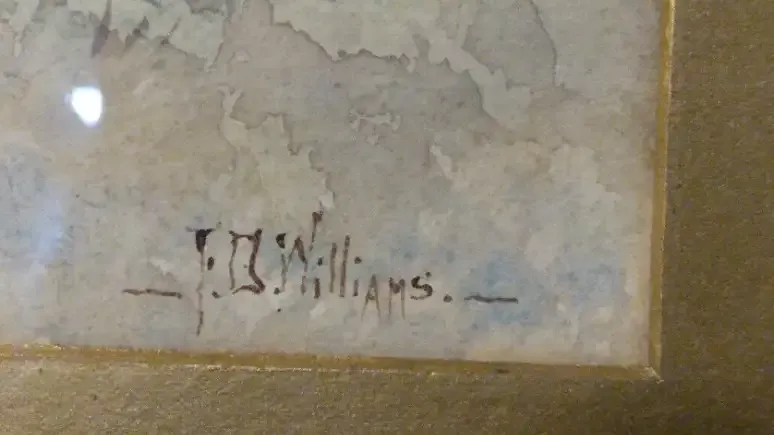 — J. B. Williams. —